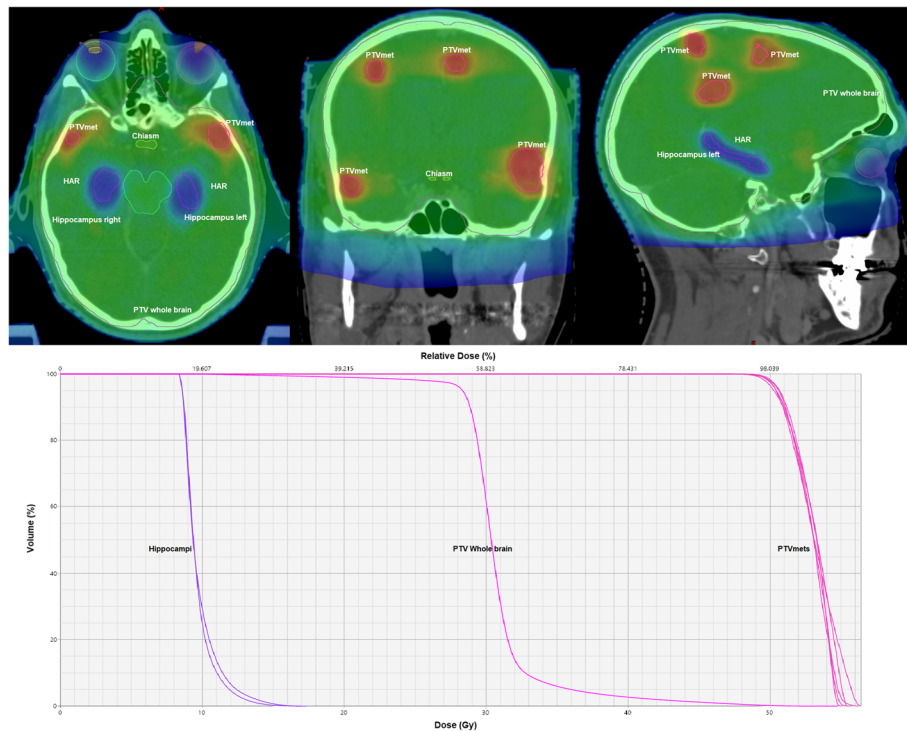 PTVmet
PTVmet
Chiasm
HAR
HAR
Hippocampus right
Hippocampus left
PTV whole brain
PTVmet
PTVmet
PTVmet
PTVmet
Chiasm
PTVmet
PTVmet
PTVmet
PTV whole brain
HAR
Hippocampus left
Relative Dose (%)
0 19.607 39.215 58.823 78.431 98.039
100
80
60
40
20
0
Volume (%)
Hippocampi
PTV Whole brain
PTVmets
0 10 20 30 40 50
Dose (Gy)